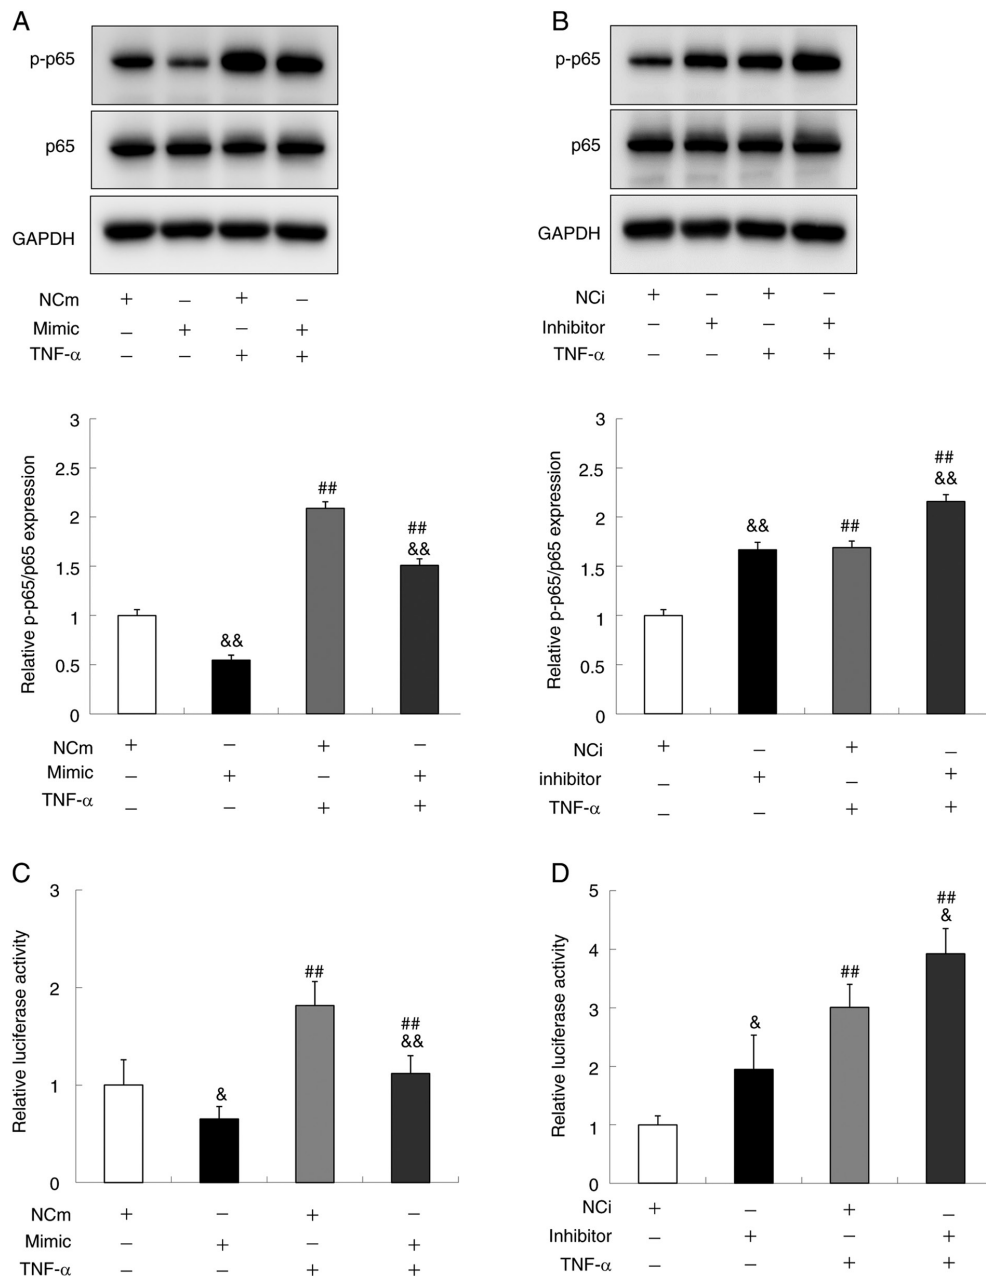 A
p-p65
p65
GAPDH
NCm + − + −
Mimic − + − +
TNF-α − − + +
B
p-p65
p65
GAPDH
NCi + − + −
Inhibitor − + − +
TNF-α − − + +
Relative p-p65/p65 expression
3
2.5
2
1.5
1
0.5
0
&&
##
##
&&
NCm + − + −
Mimic − + − +
TNF-α − − + +
Relative p-p65/p65 expression
3
2.5
2
1.5
1
0.5
0
&&
##
##
&&
NCi + − + −
inhibitor − + − +
TNF-α − − + +
C
Relative luciferase activity
3
2
1
0
&
##
##
&&
NCm + − + −
Mimic − + − +
TNF-α − − + +
D
Relative luciferase activity
5
4
3
2
1
0
&
##
##
&
NCi + − + −
Inhibitor − + − +
TNF-α − − + +